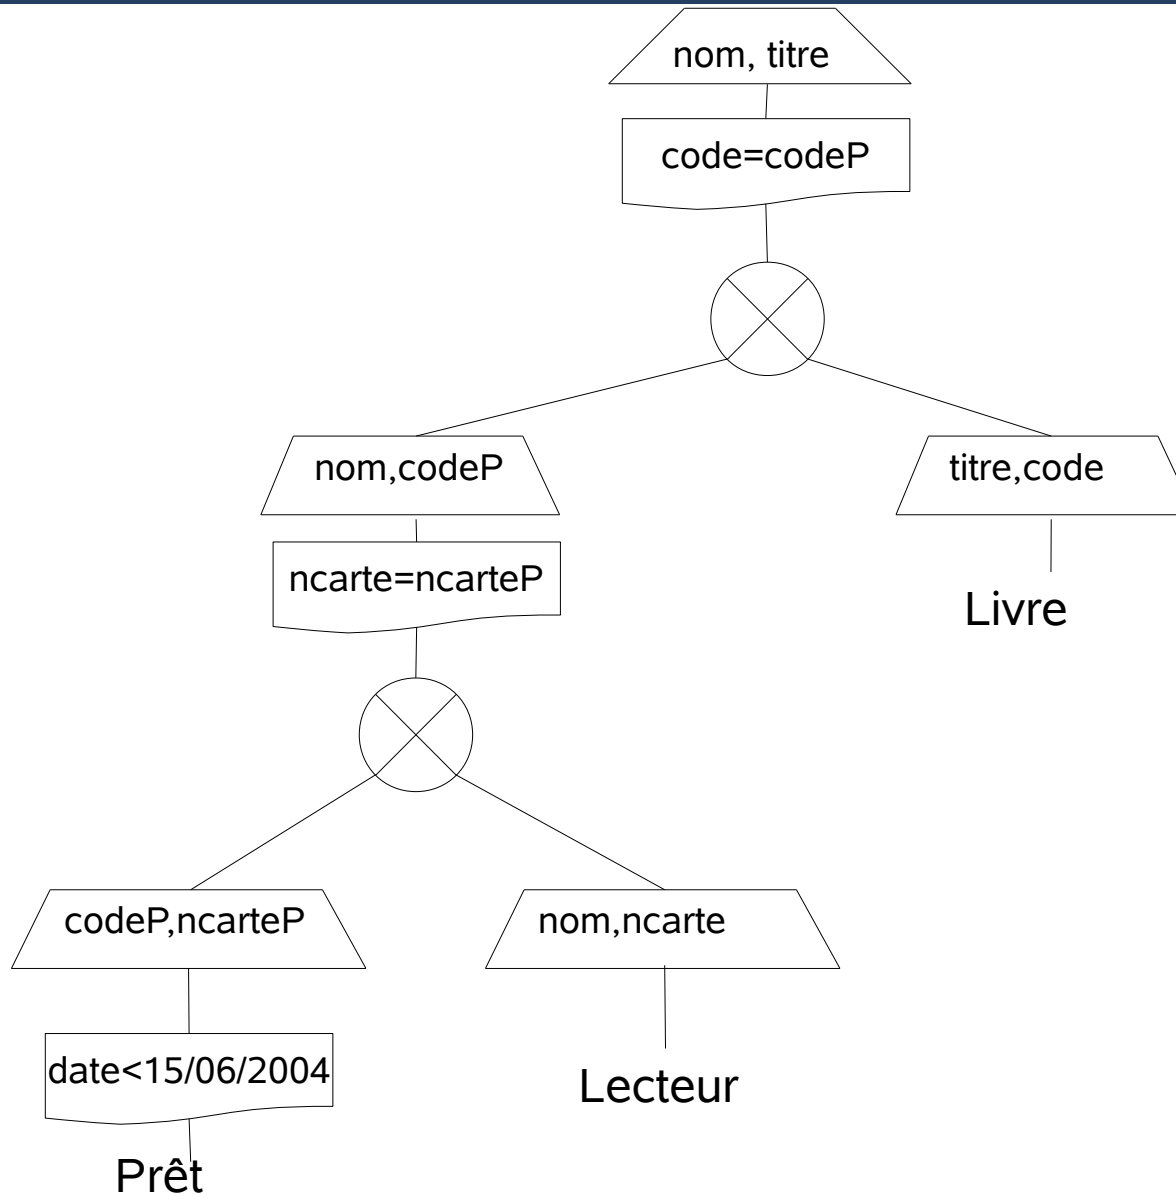 nom, titre
code=codeP
nom,codeP
titre,code
ncarte=ncarteP
Livre
codeP,ncarteP
nom,ncarte
date<15/06/2004
Lecteur
Prêt